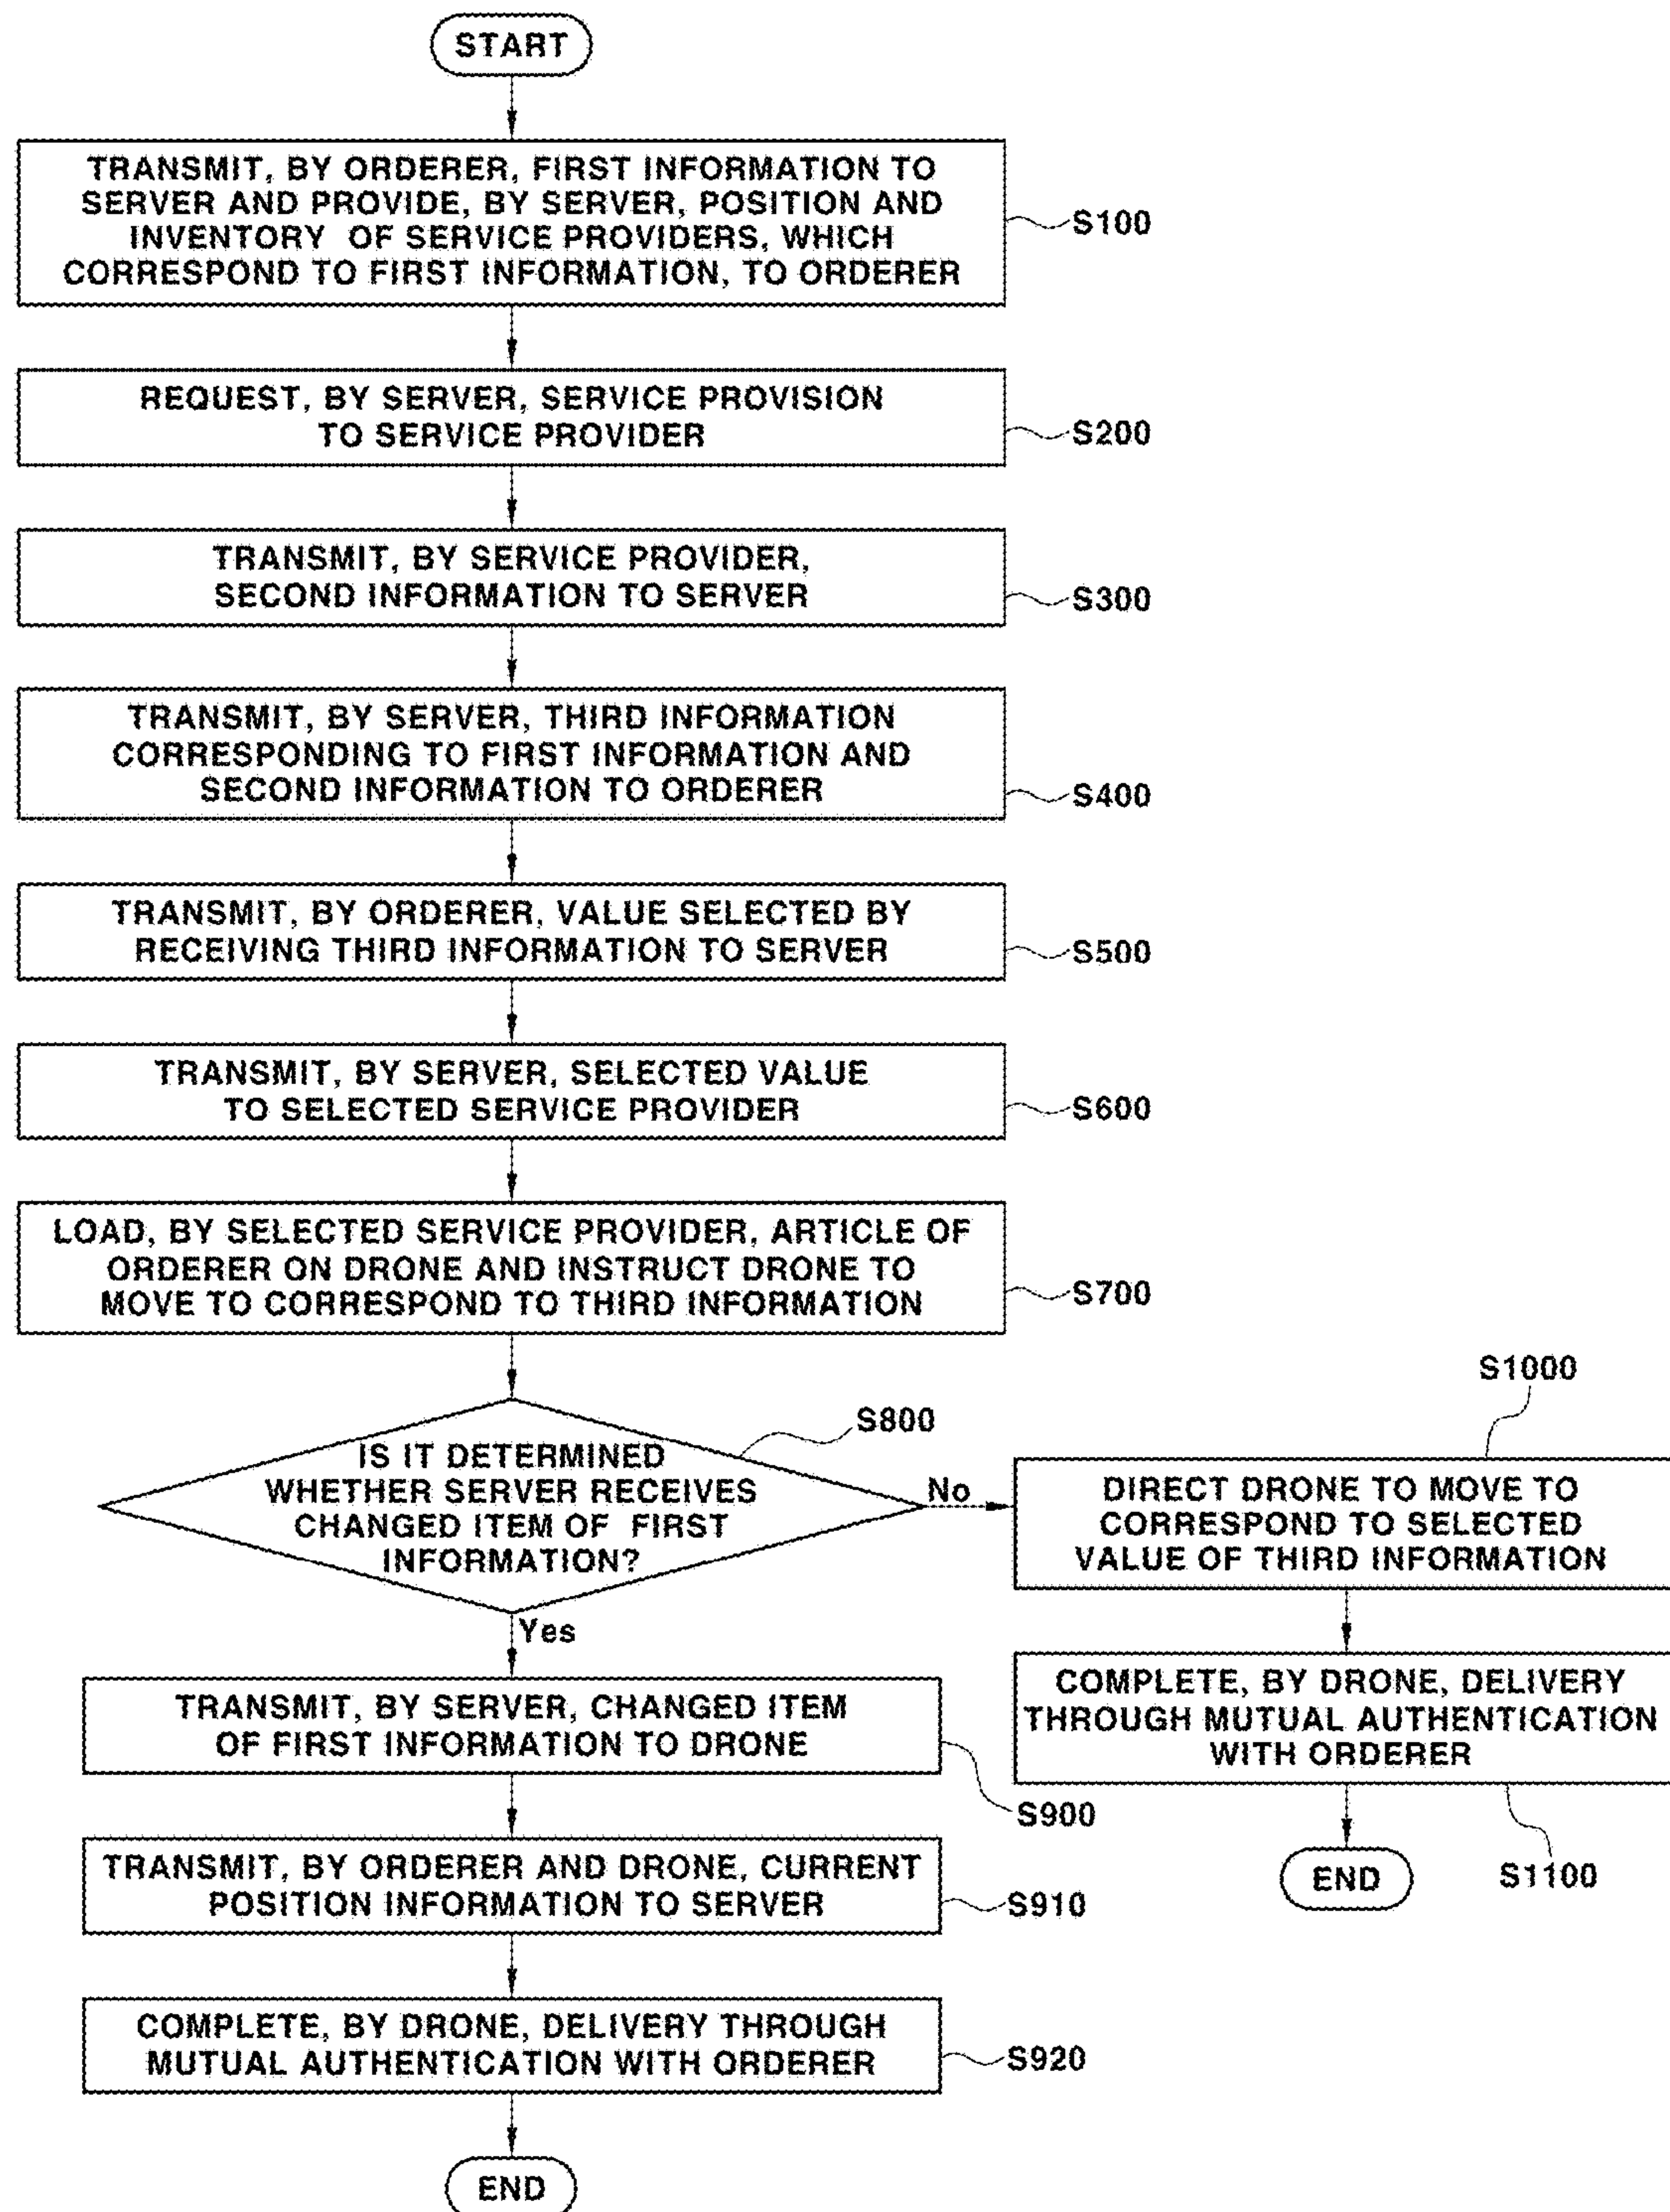 START
TRANSMIT, BY ORDERER, FIRST INFORMATION TO
SERVER AND PROVIDE, BY SERVER, POSITION AND
INVENTORY OF SERVICE PROVIDERS, WHICH
CORRESPOND TO FIRST INFORMATION, TO ORDERER
S100
REQUEST, BY SERVER, SERVICE PROVISION
TO SERVICE PROVIDER
S200
TRANSMIT, BY SERVICE PROVIDER,
SECOND INFORMATION TO SERVER
S300
TRANSMIT, BY SERVER, THIRD INFORMATION
CORRESPONDING TO FIRST INFORMATION AND
SECOND INFORMATION TO ORDERER
S400
TRANSMIT, BY ORDERER, VALUE SELECTED BY
RECEIVING THIRD INFORMATION TO SERVER
S500
TRANSMIT, BY SERVER, SELECTED VALUE
TO SELECTED SERVICE PROVIDER
S600
LOAD, BY SELECTED SERVICE PROVIDER, ARTICLE OF
ORDERER ON DRONE AND INSTRUCT DRONE TO
MOVE TO CORRESPOND TO THIRD INFORMATION
S700
IS IT DETERMINED
WHETHER SERVER RECEIVES
CHANGED ITEM OF FIRST
INFORMATION?
S800
No
S1000
DIRECT DRONE TO MOVE TO
CORRESPOND TO SELECTED
VALUE OF THIRD INFORMATION
COMPLETE, BY DRONE, DELIVERY
THROUGH MUTUAL AUTHENTICATION
WITH ORDERER
S1100
END
Yes
TRANSMIT, BY SERVER, CHANGED ITEM
OF FIRST INFORMATION TO DRONE
S900
TRANSMIT, BY ORDERER AND DRONE, CURRENT
POSITION INFORMATION TO SERVER
S910
COMPLETE, BY DRONE, DELIVERY THROUGH
MUTUAL AUTHENTICATION WITH ORDERER
S920
END